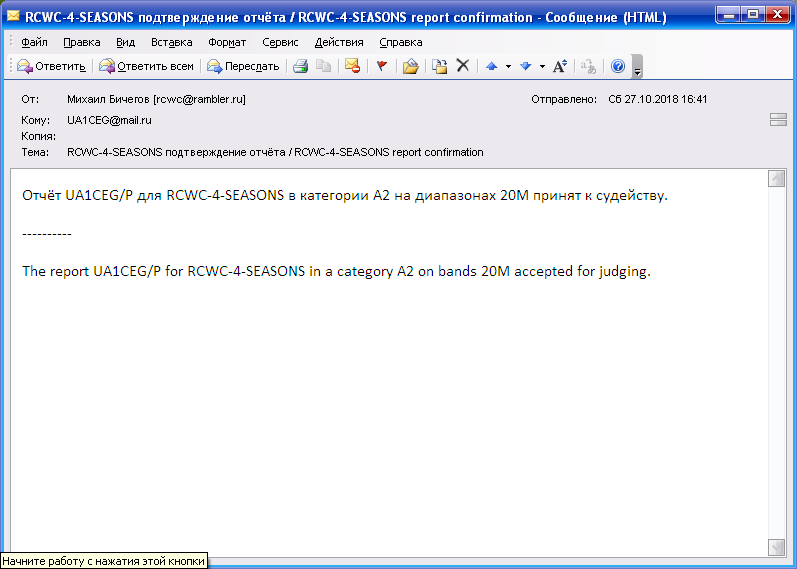 RCWC-4-SEASONS подтверждение отчёта / RCWC-4-SEASONS report confirmation - Сообщение (HTML)
Файл Правка Вид Вставка Формат Сервис Действия Справка
Ответить Ответить всем Переслать
От: Михаил Бичегов [rcwc@rambler.ru] Отправлено: Сб 27.10.2018 16:41
Кому: UA1CEG@mail.ru
Копия:
Тема: RCWC-4-SEASONS подтверждение отчёта / RCWC-4-SEASONS report confirmation
Отчёт UA1CEG/P для RCWC-4-SEASONS в категории A2 на диапазонах 20M принят к судейству.
----------
The report UA1CEG/P for RCWC-4-SEASONS in a category A2 on bands 20M accepted for judging.
Начните работу с нажатия этой кнопки